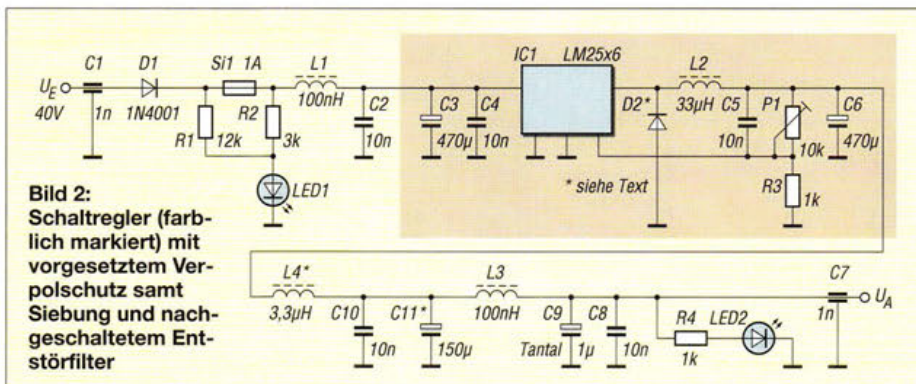 C1
D1
Si1 1A
L1
IC1
LM25x6
L2
U_E
40V
1n
1N4001
R1
12k
R2
3k
100nH
C2
10n
C3
470µ
C4
10n
D2*
33µH
C5
10n
P1
10k
C6
470µ
LED1
* siehe Text
R3
1k
Bild 2:
Schaltregler (farb-
lich markiert) mit
vorgesetztem Ver-
polschutz samt
Siebung und nach-
geschaltetem Ent-
störfilter
L4*
3,3µH
C10
10n
C11*
150µ
L3
100nH
C9
Tantal
1µ
C8
10n
R4
1k
LED2
C7
1n
U_A